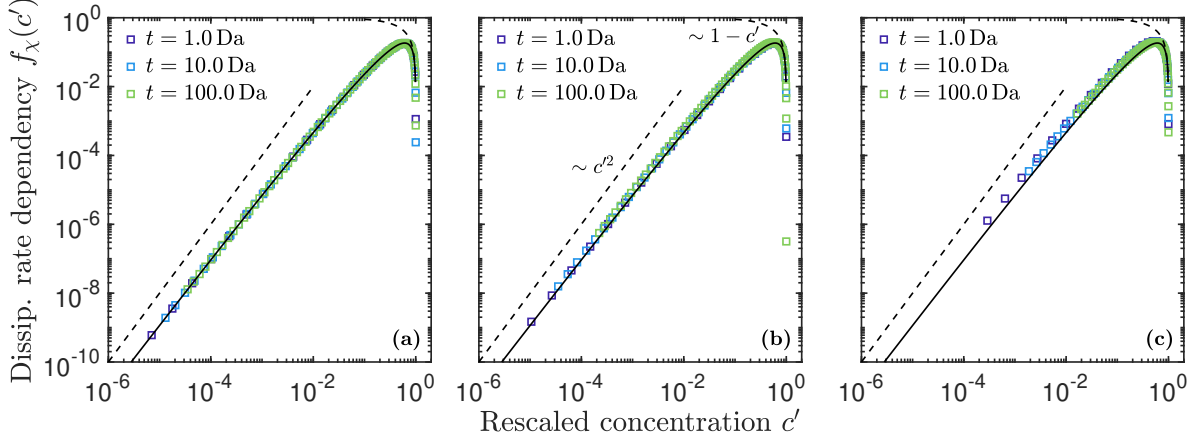 Dissip. rate dependency f_χ(c′)
10^0
10^-2
10^-4
10^-6
10^-8
10^-10
t = 1.0 Da
t = 10.0 Da
t = 100.0 Da
(a)
10^-6 10^-4 10^-2 10^0
t = 1.0 Da
t = 10.0 Da
t = 100.0 Da
∼ 1 − c′
∼ c′^2
(b)
10^-6 10^-4 10^-2 10^0
t = 1.0 Da
t = 10.0 Da
t = 100.0 Da
(c)
10^-6 10^-4 10^-2 10^0
Rescaled concentration c′